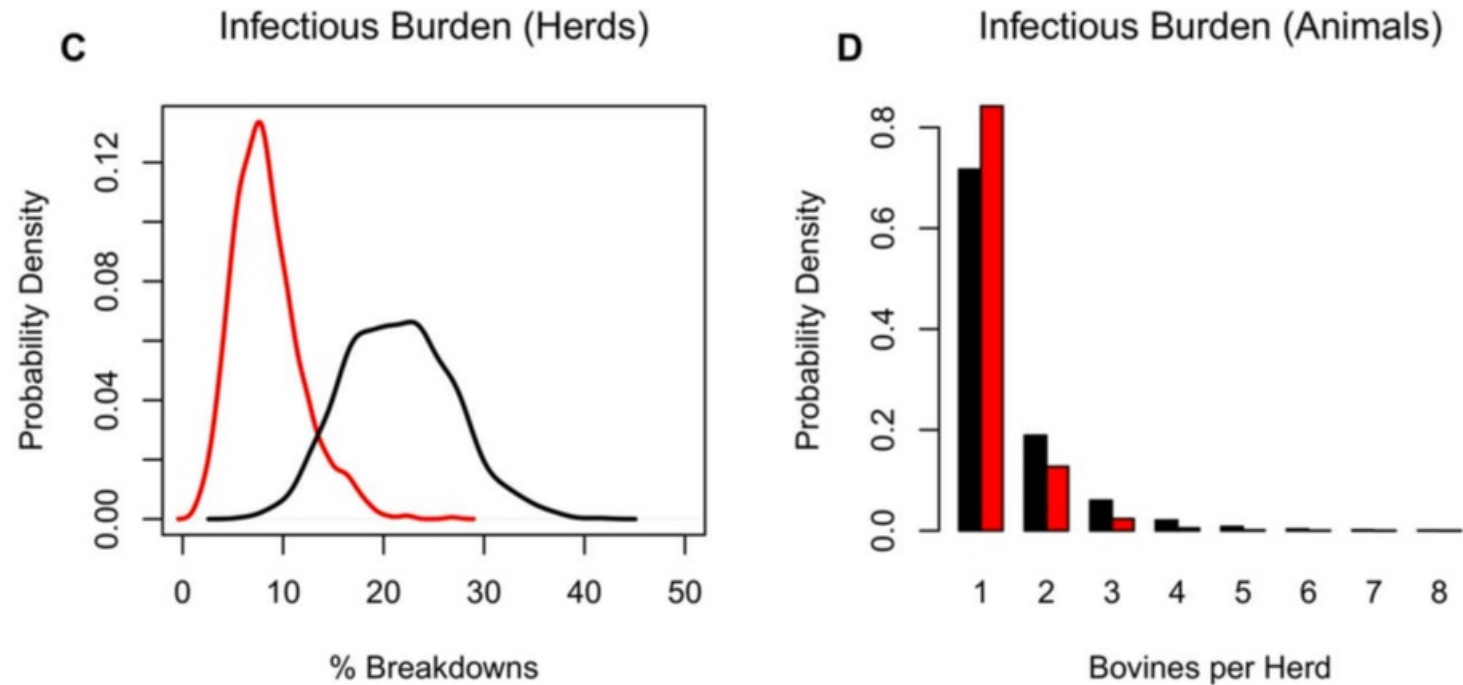 C
Infectious Burden (Herds)
Probability Density
0.12
0.08
0.04
0.00
0 10 20 30 40 50
% Breakdowns
D
Infectious Burden (Animals)
Probability Density
0.8
0.6
0.4
0.2
0.0
1 2 3 4 5 6 7 8
Bovines per Herd